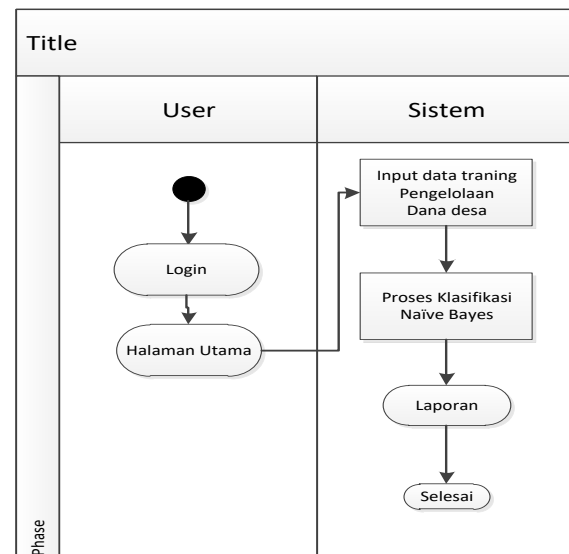 Title
User
Sistem
Login
Halaman Utama
Input data traning
Pengelolaan
Dana desa
Proses Klasifikasi
Naïve Bayes
Laporan
Selesai
Phase